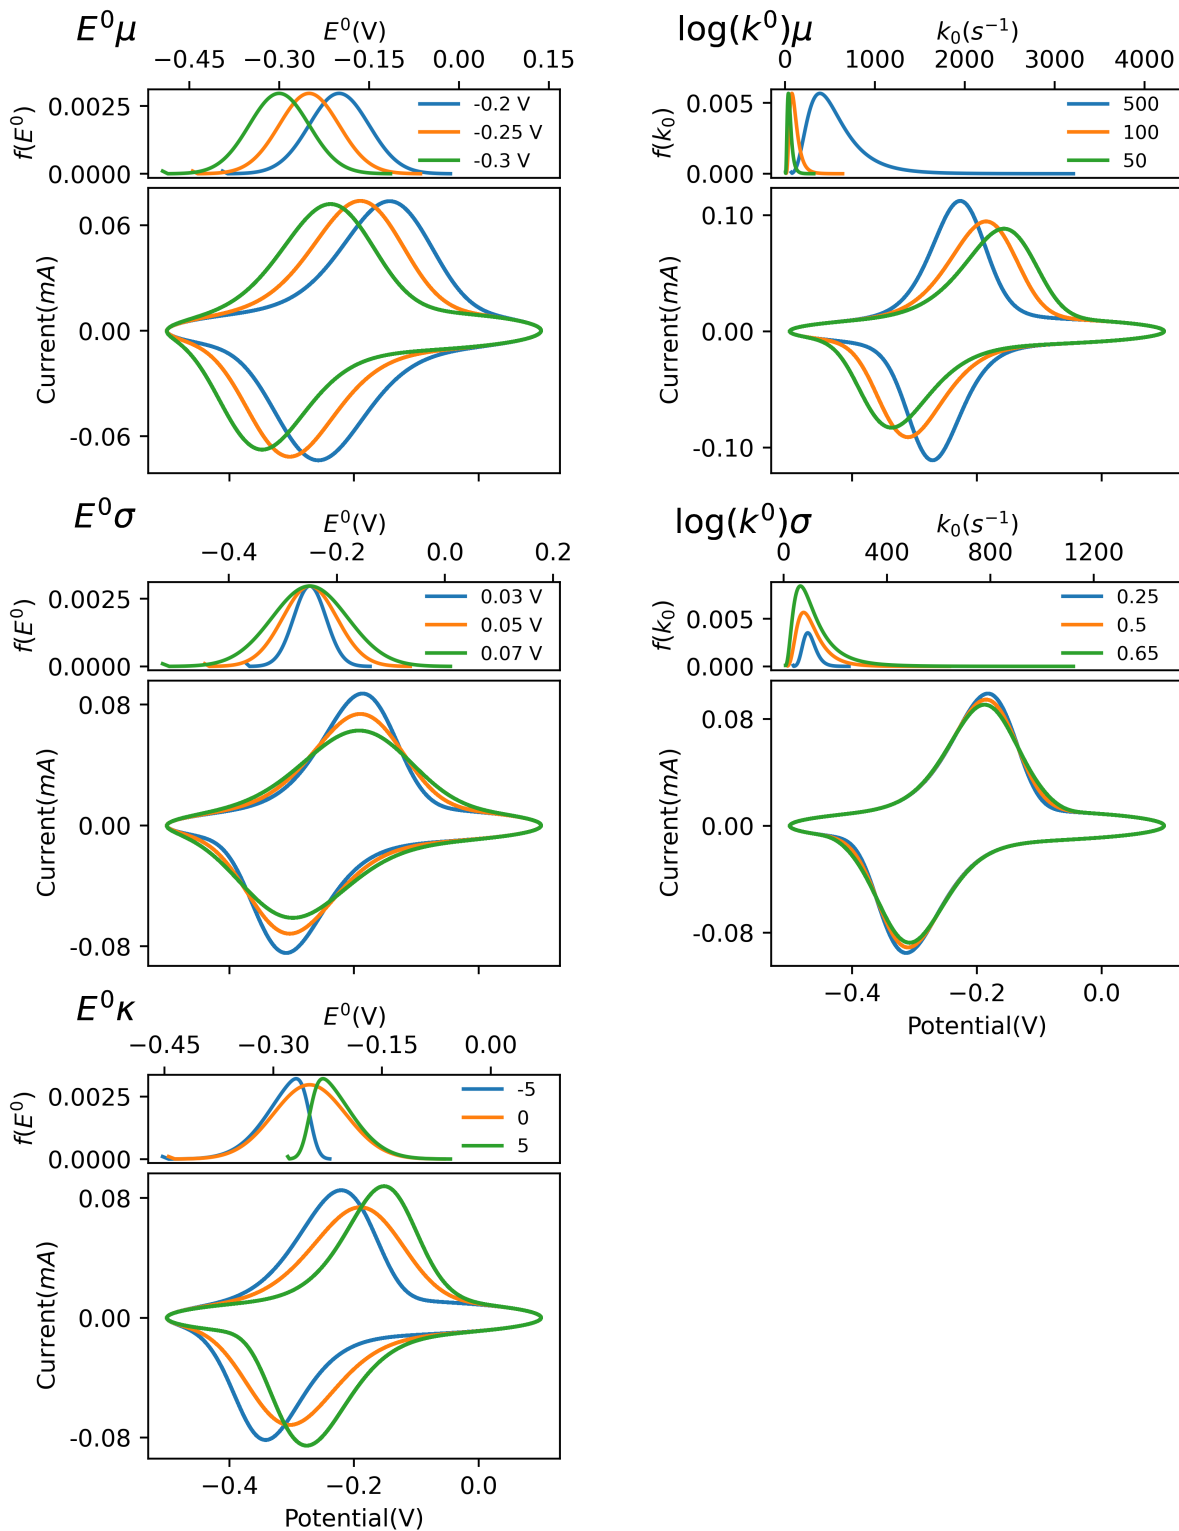 E⁰μ
E⁰(V)
−0.45 −0.30 −0.15 0.00 0.15
0.0025
0.0000
f(E⁰)
-0.2 V
-0.25 V
-0.3 V
0.06
0.00
-0.06
Current(mA)
log(k⁰)μ
k₀(s⁻¹)
0 1000 2000 3000 4000
0.005
0.000
f(k₀)
500
100
50
0.10
0.00
-0.10
Current(mA)
E⁰σ
E⁰(V)
−0.4 −0.2 0.0 0.2
0.0025
0.0000
f(E⁰)
0.03 V
0.05 V
0.07 V
0.08
0.00
-0.08
Current(mA)
log(k⁰)σ
k₀(s⁻¹)
0 400 800 1200
0.005
0.000
f(k₀)
0.25
0.5
0.65
0.08
0.00
-0.08
Current(mA)
−0.4 −0.2 0.0
Potential(V)
E⁰κ
E⁰(V)
−0.45 −0.30 −0.15 0.00
0.0025
0.0000
f(E⁰)
-5
0
5
0.08
0.00
-0.08
Current(mA)
−0.4 −0.2 0.0
Potential(V)